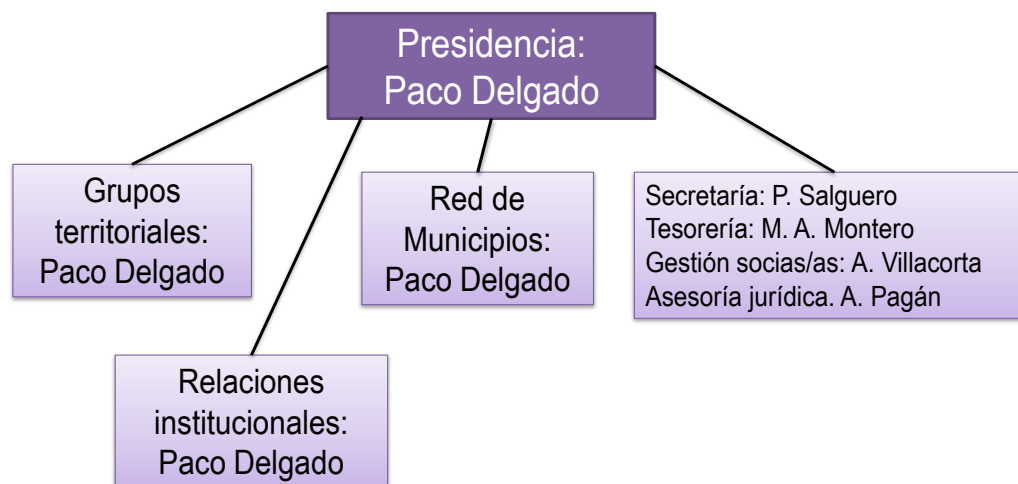 Presidencia:
Paco Delgado
Grupos
territoriales:
Paco Delgado
Red de
Municipios:
Paco Delgado
Secretaría: P. Salguero
Tesorería: M. A. Montero
Gestión socias/as: A. Villacorta
Asesoría jurídica. A. Pagán
Relaciones
institucionales:
Paco Delgado